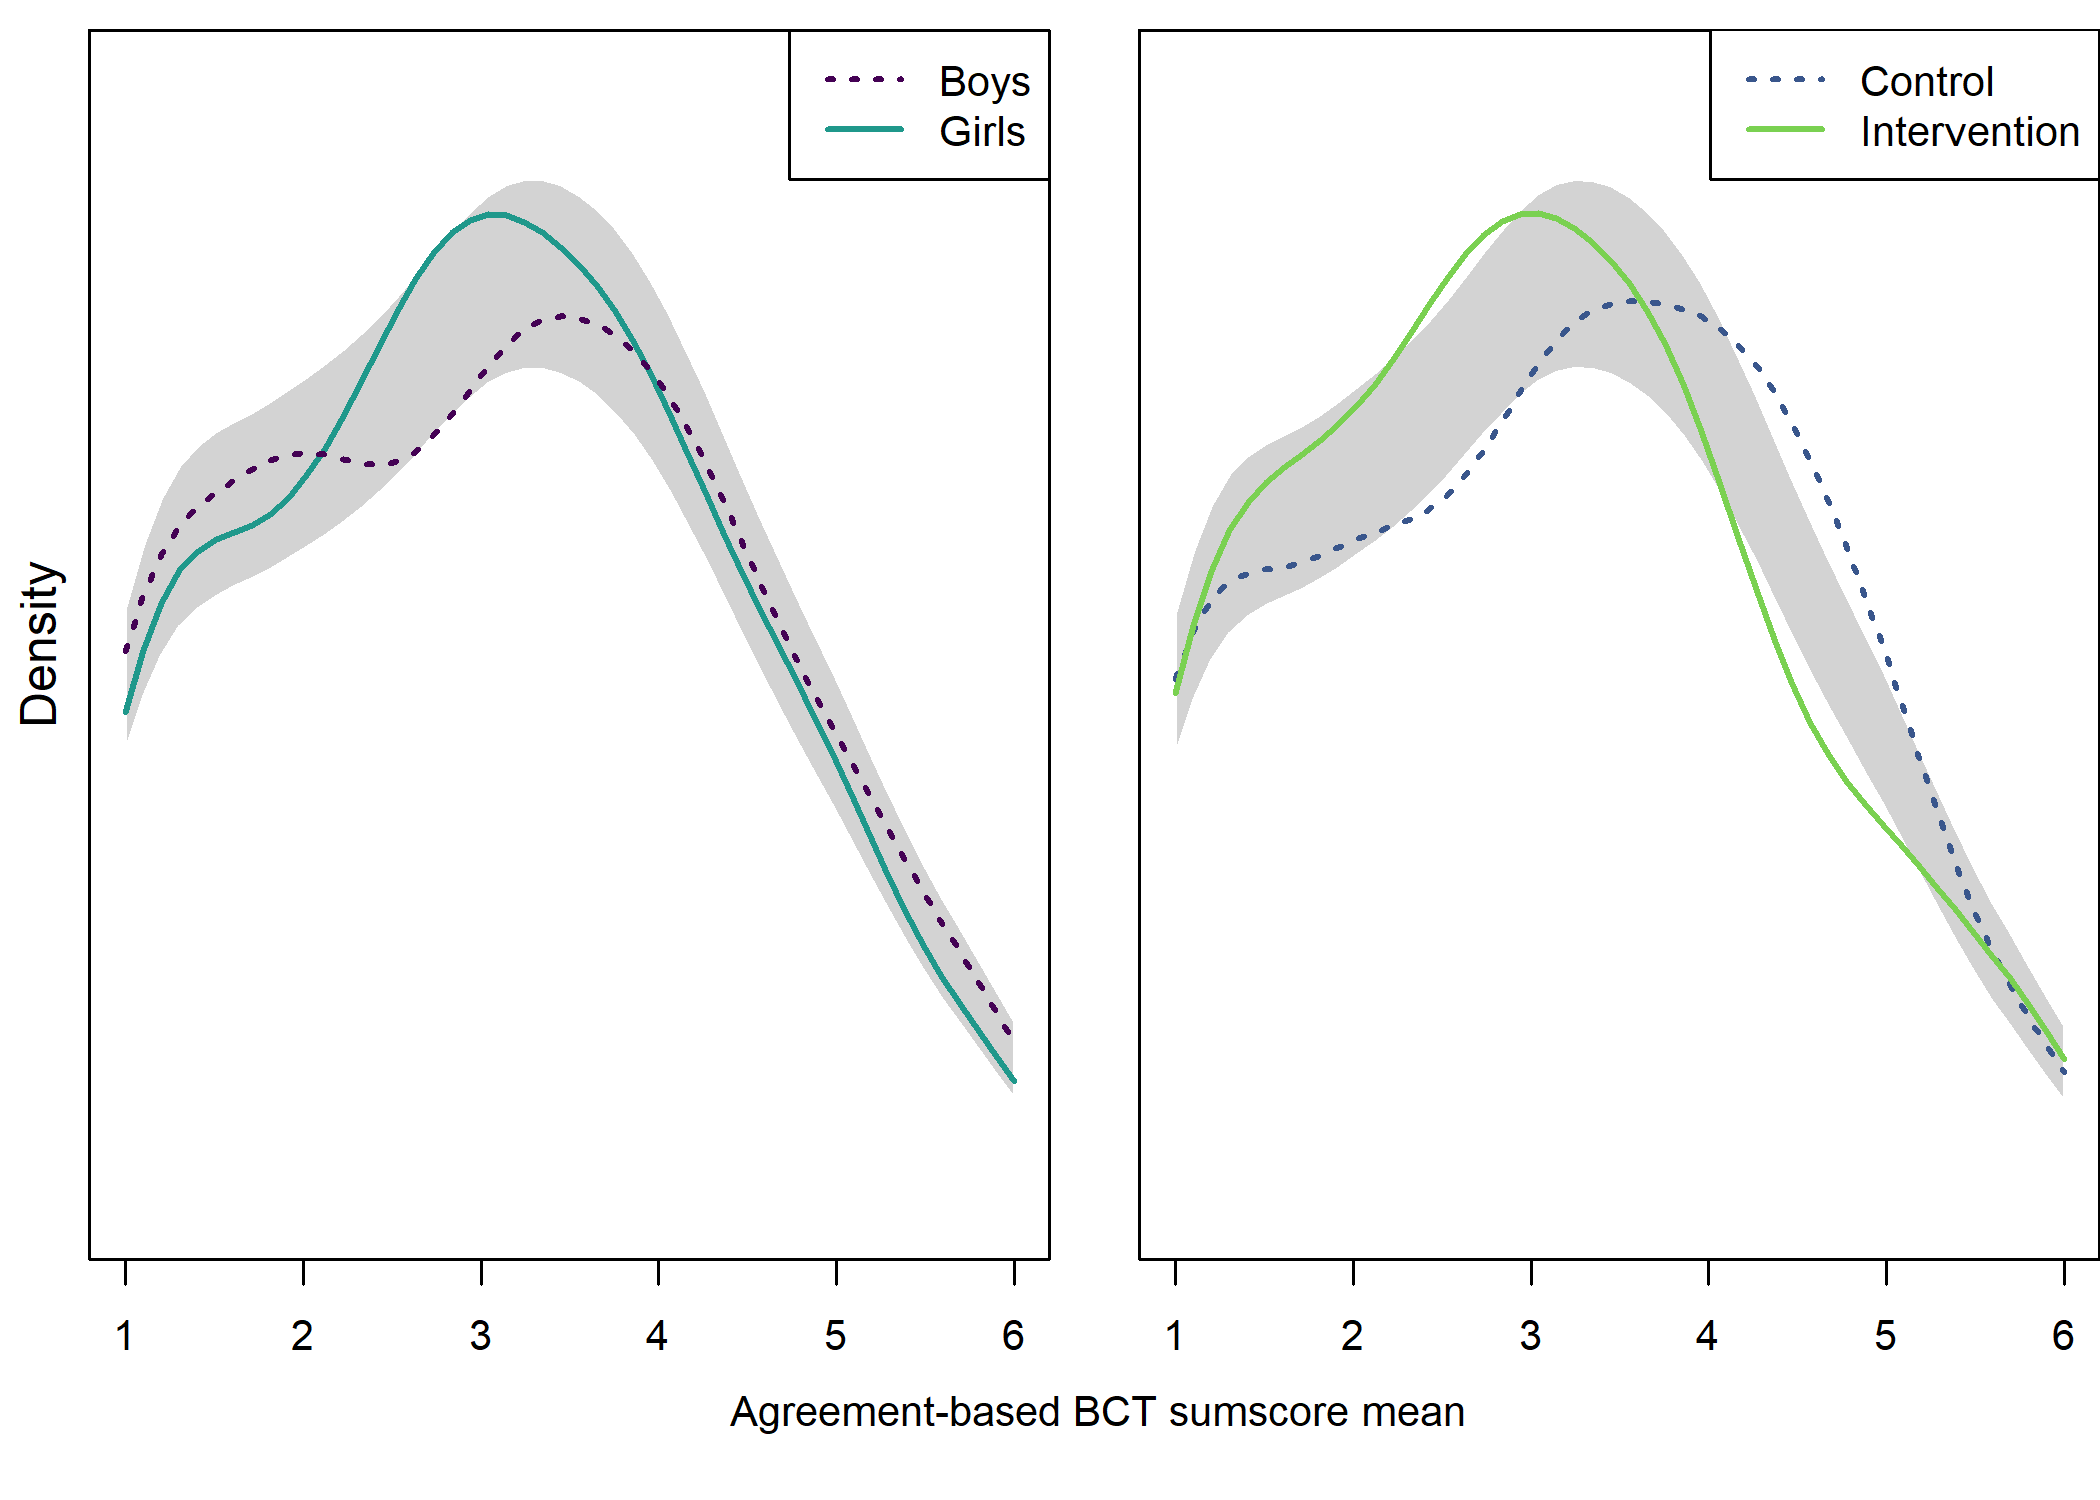 Boys
Girls
Control
Intervention
Density
1 2 3 4 5 6
1 2 3 4 5 6
Agreement-based BCT sumscore mean